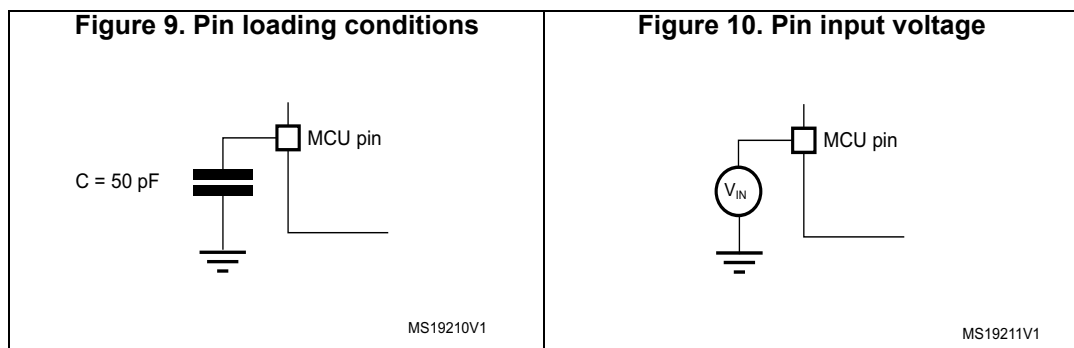 Figure 9. Pin loading conditions
MCU pin
C = 50 pF
MS19210V1
Figure 10. Pin input voltage
MCU pin
VIN
MS19211V1